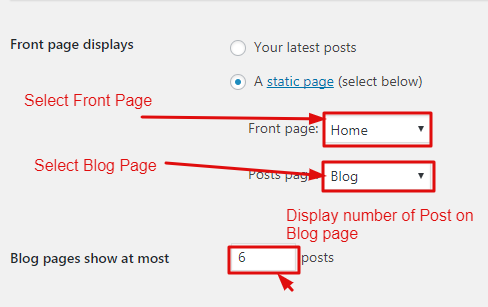 Front page displays
Your latest posts
A static page (select below)
Select Front Page
Front page: Home
Select Blog Page
Posts page: Blog
Display number of Post on
Blog page
Blog pages show at most 6 posts